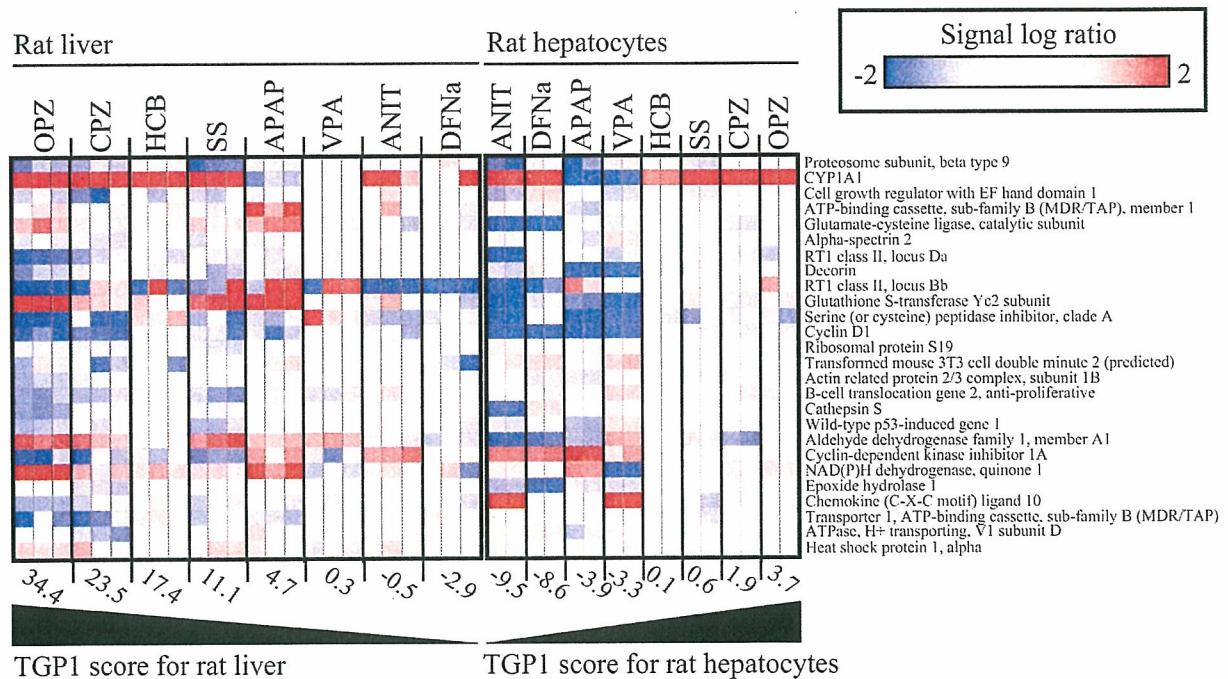 Rat liver
Rat hepatocytes
Signal log ratio
-2
2
OPZ CPZ HCB SS APAP VPA ANIT DFNa
ANIT DFNa APAP VPA HCB SS CPZ OPZ
Proteosome subunit, beta type 9
CYP1A1
Cell growth regulator with EF hand domain 1
ATP-binding cassette, sub-family B (MDR/TAP), member 1
Glutamate-cysteine ligase, catalytic subunit
Alpha-spectrin 2
RT1 class II, locus Da
Decorin
RT1 class II, locus Bb
Glutathione S-transferase Yc2 subunit
Serine (or cysteine) peptidase inhibitor, clade A
Cyclin D1
Ribosomal protein S19
Transformed mouse 3T3 cell double minute 2 (predicted)
Actin related protein 2/3 complex, subunit 1B
B-cell translocation gene 2, anti-proliferative
Cathepsin S
Wild-type p53-induced gene 1
Aldehyde dehydrogenase family 1, member A1
Cyclin-dependent kinase inhibitor 1A
NAD(P)H dehydrogenase, quinone 1
Epoxide hydrolase 1
Chemokine (C-X-C motif) ligand 10
Transporter 1, ATP-binding cassette, sub-family B (MDR/TAP)
ATPase, H+ transporting, V1 subunit D
Heat shock protein 1, alpha
34.4 23.5 17.4 11.1 4.7 0.3 -0.5 -2.9
-9.5 -8.6 -3.9 -3.3 0.1 0.6 1.9 3.7
TGP1 score for rat liver
TGP1 score for rat hepatocytes